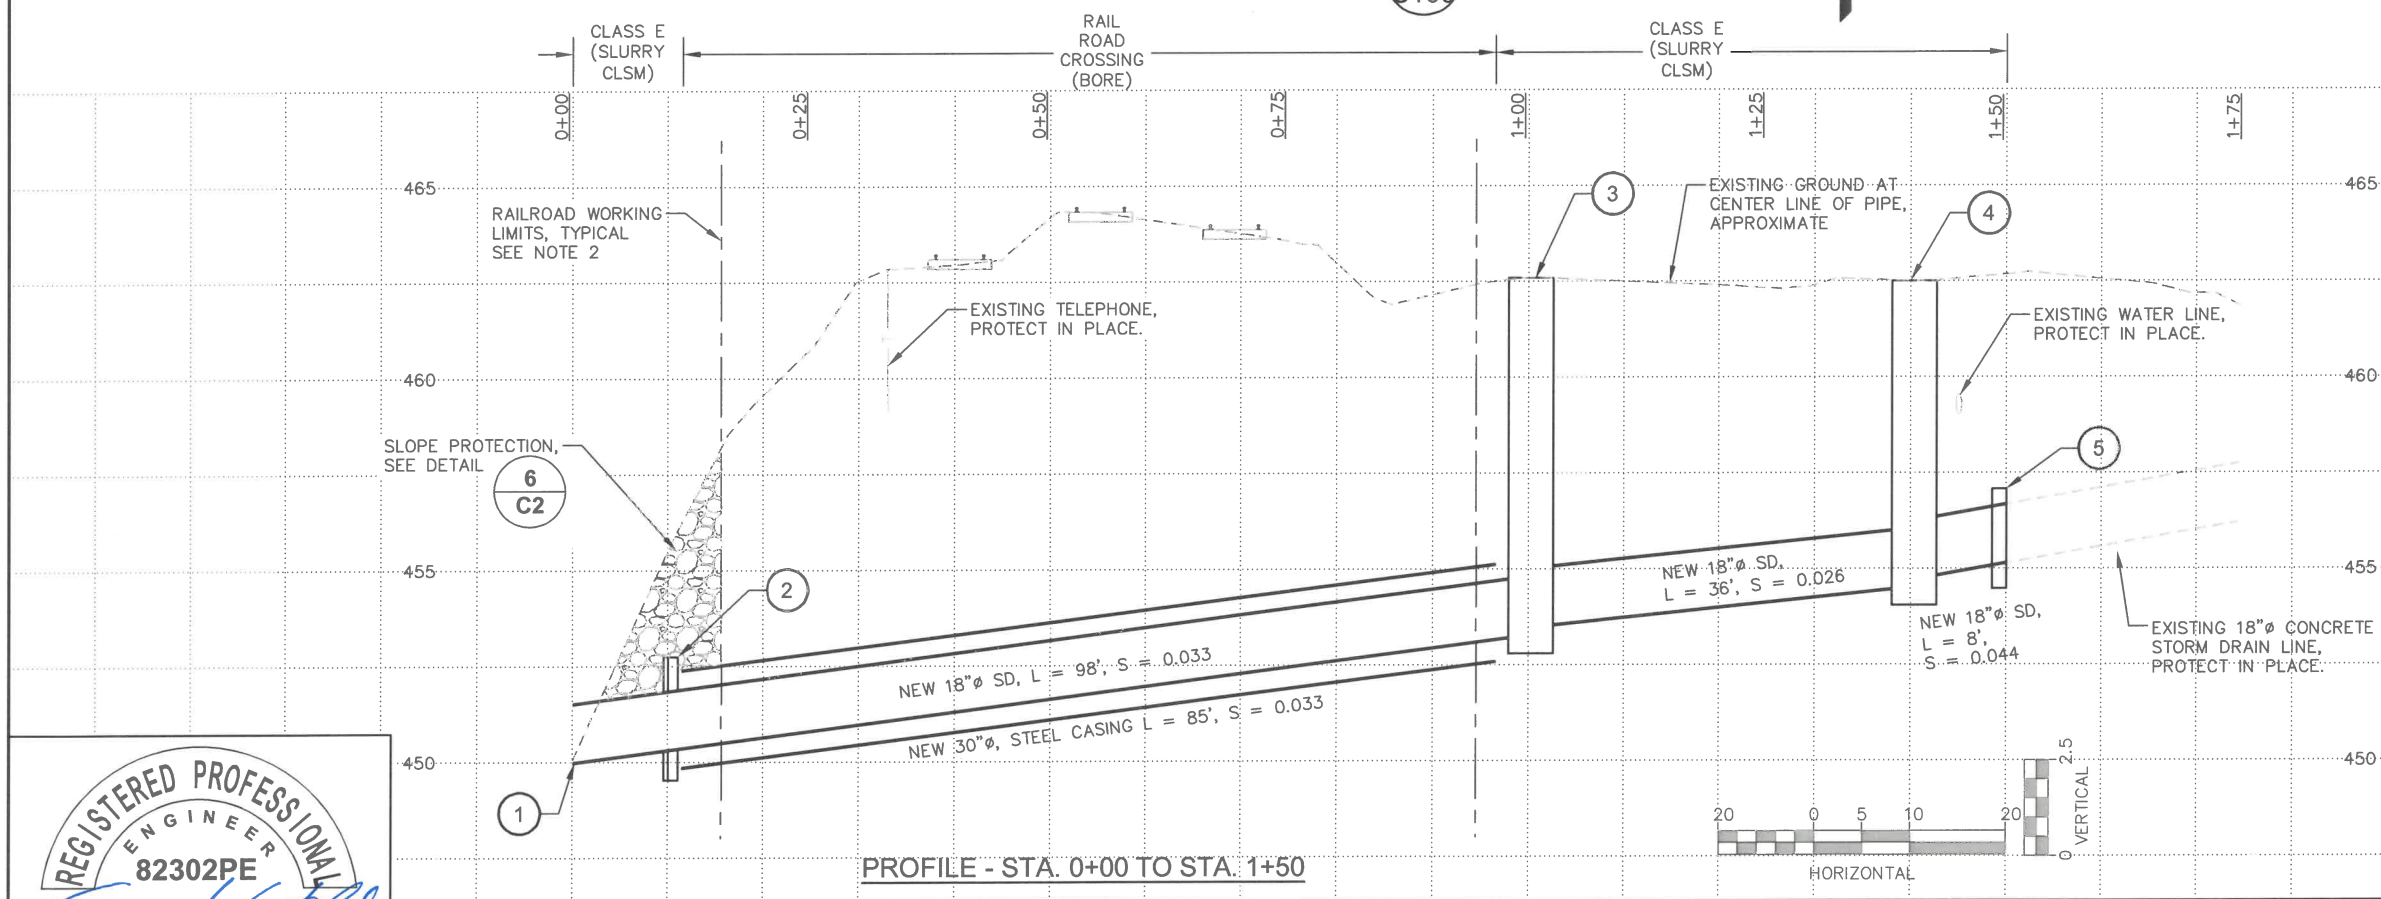 CLASS E
(SLURRY
CLSM)
RAIL
ROAD
CROSSING
(BORE)
CLASS E
(SLURRY
CLSM)
0+00
0+25
0+50
0+75
1+00
1+25
1+50
1+75
465
465
RAILROAD WORKING
LIMITS, TYPICAL
SEE NOTE 2
3
EXISTING GROUND AT
CENTER LINE OF PIPE,
APPROXIMATE
4
EXISTING TELEPHONE,
PROTECT IN PLACE.
EXISTING WATER LINE,
PROTECT IN PLACE.
460
460
SLOPE PROTECTION,
SEE DETAIL
6
C2
5
455
455
2
NEW 18"ø SD,
L = 36', S = 0.026
NEW 18"ø SD,
L = 8',
S = 0.044
EXISTING 18"ø CONCRETE
STORM DRAIN LINE,
PROTECT IN PLACE.
NEW 18"ø SD, L = 98', S = 0.033
NEW 30"ø, STEEL CASING L = 85', S = 0.033
450
450
1
REGISTERED PROFESSIONAL
ENGINEER
82302PE
PROFILE - STA. 0+00 TO STA. 1+50
20 0 5 10 20
HORIZONTAL
0 2.5
VERTICAL